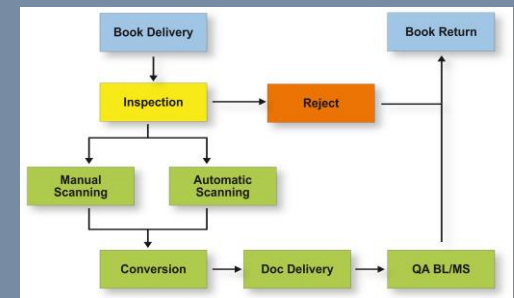 Book Delivery
Book Return
Inspection
Reject
Manual
Scanning
Automatic
Scanning
Conversion
Doc Delivery
QA BL/MS